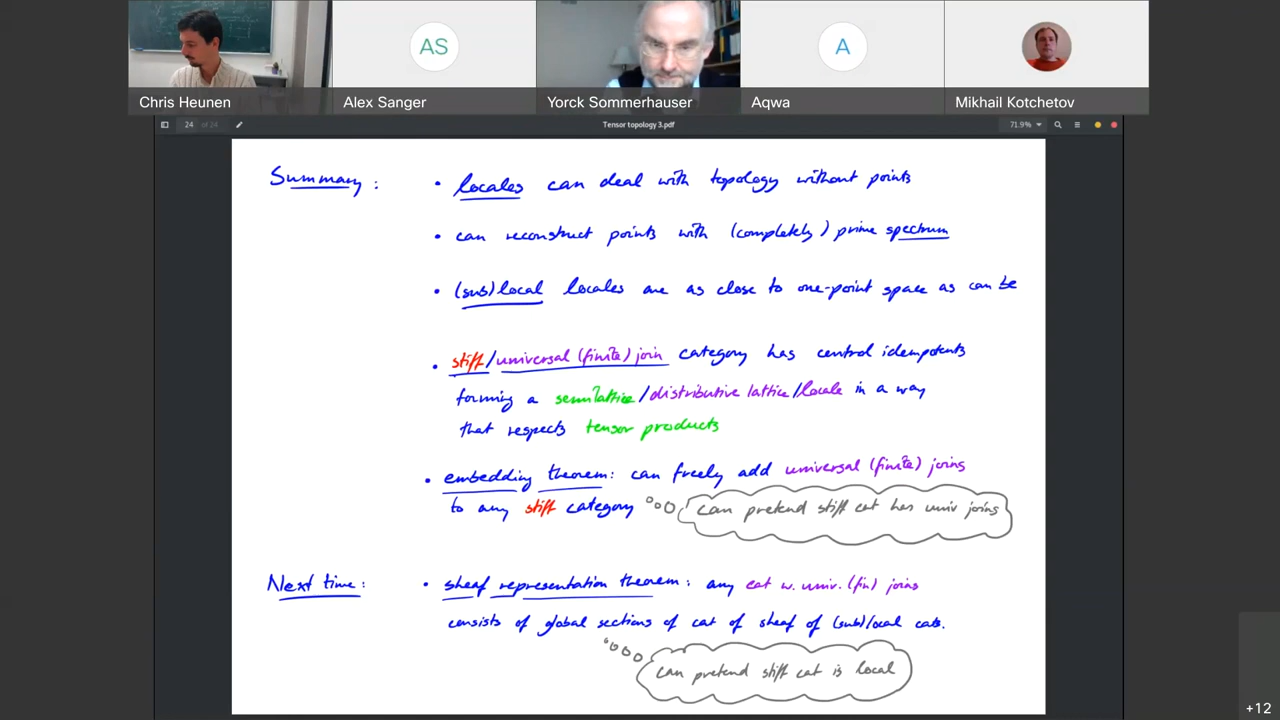 AS
A
Chris Heunen
Alex Sanger
Yorck Sommerhauser
Aqwa
Mikhail Kotchetov
24 of 24
Tensor topology 3.pdf
71.9%
Summary:
• locales can deal with topology without points
• can reconstruct points with (completely) prime spectrum
• (sub)local locales are as close to one-point space as can be
• stiff/universal (finite) join category has central idempotents
forming a semilattice/distributive lattice/locale in a way
that respects tensor products
• embedding theorem: can freely add universal (finite) joins
to any stiff category
can pretend stiff cat has univ joins
Next time:
• sheaf representation theorem: any cat w. univ. (fin) joins
consists of global sections of cat of sheaf of (sub)local cats.
can pretend stiff cat is local
+12